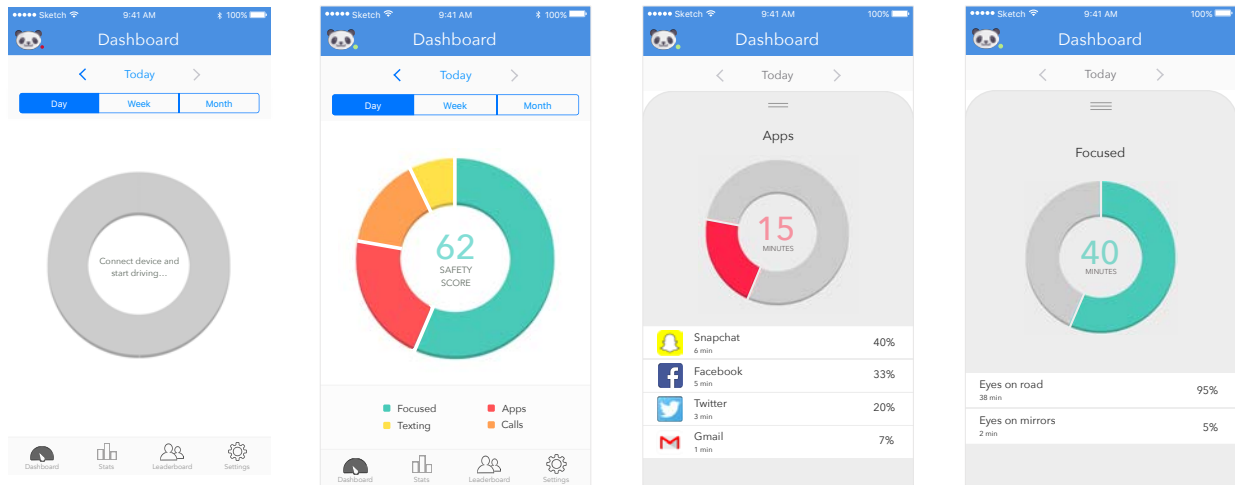 Sketch 9:41 AM 100%
Dashboard
Today
Day Week Month
Connect device and
start driving...
Dashboard Stats Leaderboard Settings
Sketch 9:41 AM 100%
Dashboard
Today
Day Week Month
62
SAFETY
SCORE
Focused Apps
Texting Calls
Dashboard Stats Leaderboard Settings
Sketch 9:41 AM 100%
Dashboard
Today
Apps
15
MINUTES
Snapchat 40%
6 min
Facebook 33%
5 min
Twitter 20%
3 min
Gmail 7%
1 min
Sketch 9:41 AM 100%
Dashboard
Today
Focused
40
MINUTES
Eyes on road 95%
38 min
Eyes on mirrors 5%
2 min